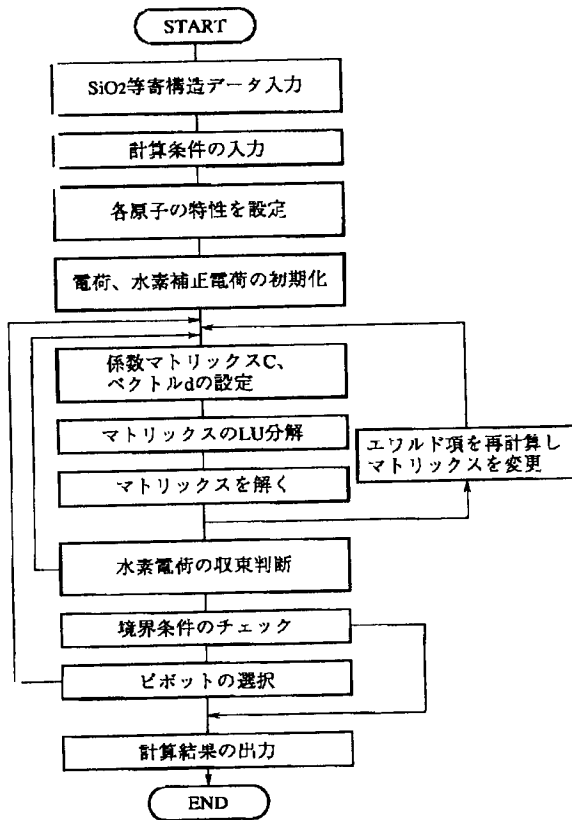 START
SiO2等寄構造データ入力
計算条件の入力
各原子の特性を設定
電荷、水素補正電荷の初期化
係数マトリックスC、
ベクトルdの設定
マトリックスのLU分解
マトリックスを解く
エワルド項を再計算し
マトリックスを変更
水素電荷の収束判断
境界条件のチェック
ピボットの選択
計算結果の出力
END